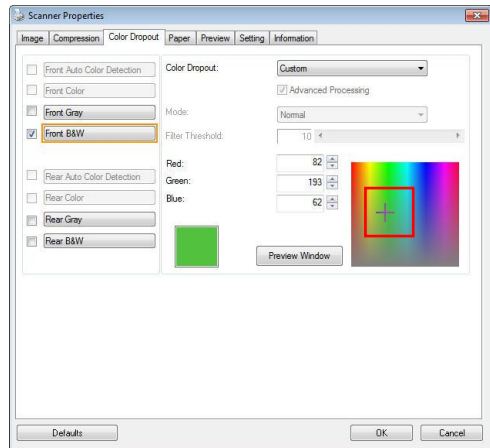 Scanner Properties
Image Compression Color Dropout Paper Preview Setting Information
Front Auto Color Detection
Front Color
Front Gray
Front B&W
Rear Auto Color Detection
Rear Color
Rear Gray
Rear B&W
Color Dropout: Custom
Advanced Processing
Mode: Normal
Filter Threshold: 10
Red: 82
Green: 193
Blue: 62
Preview Window
Defaults OK Cancel